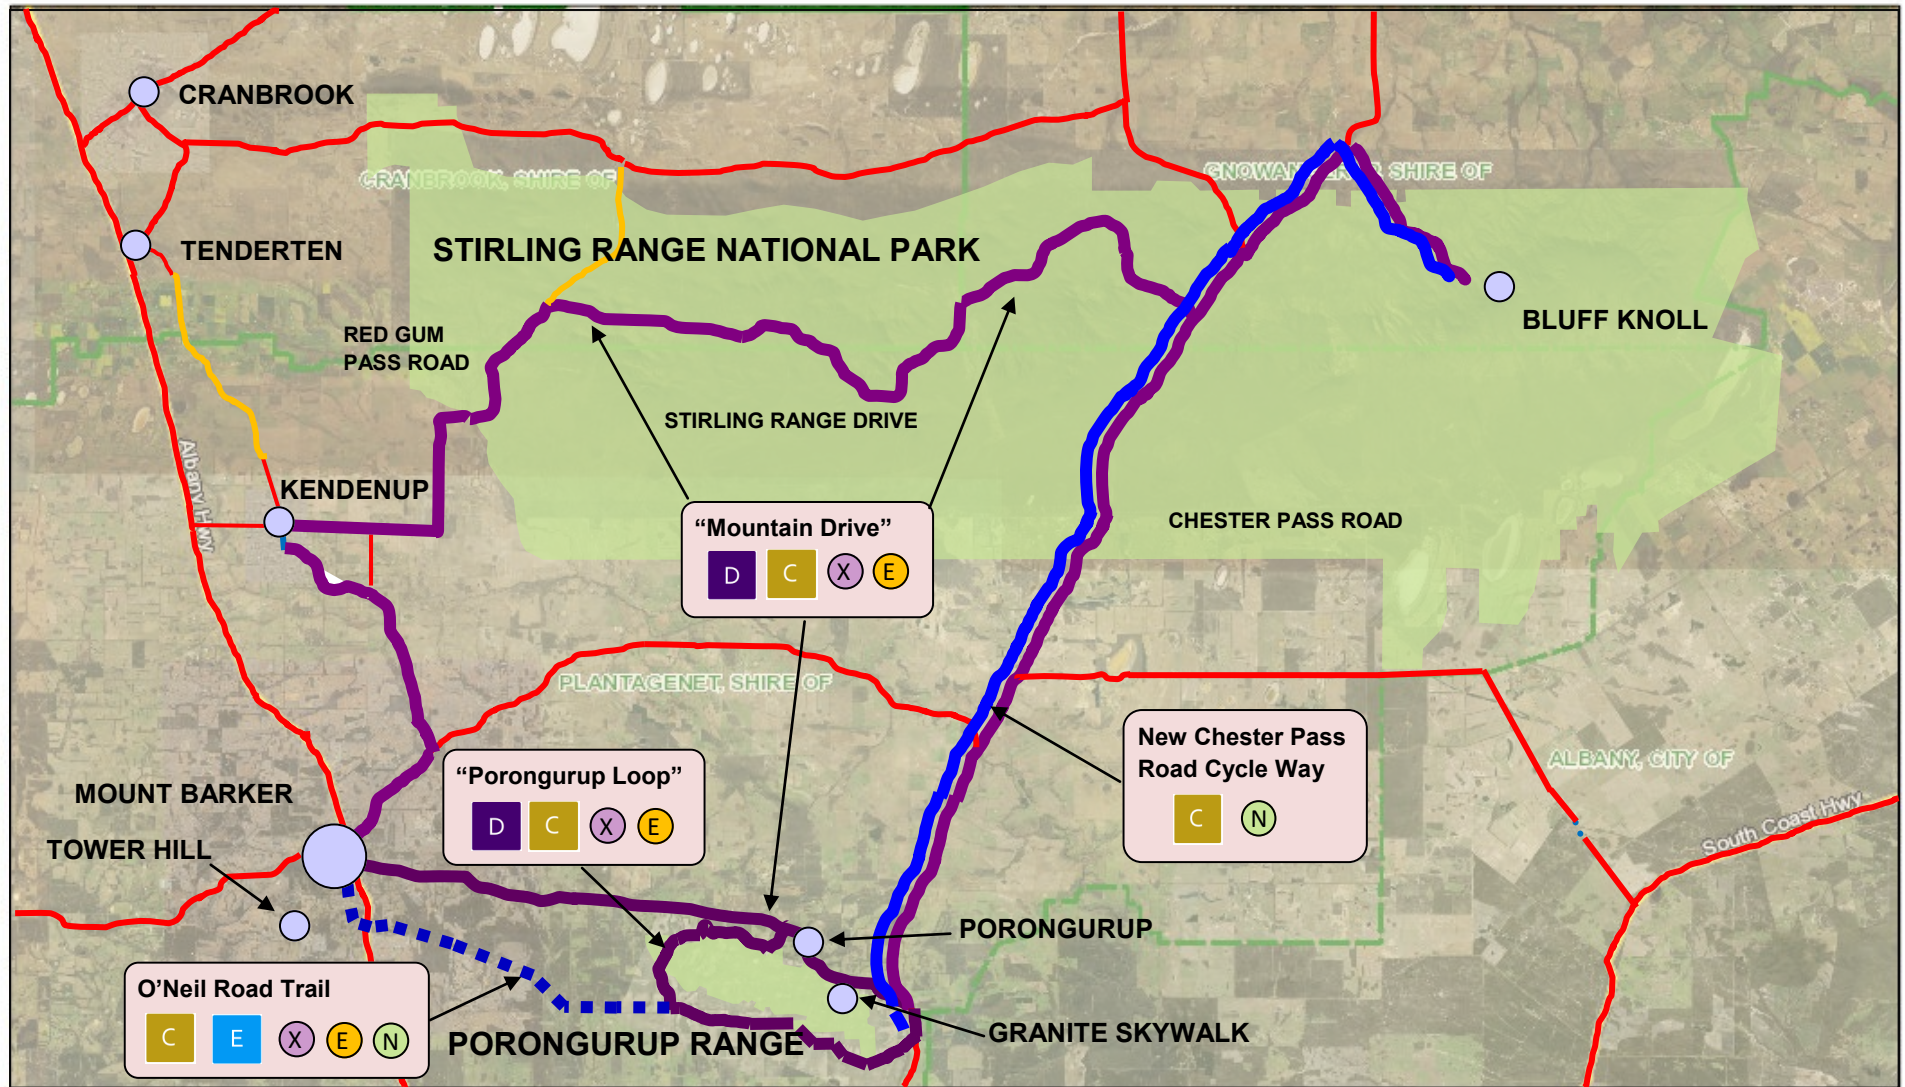 CRANBROOK
CRANBROOK, SHIRE OF
SHIRE OF
TENDERTEN
STIRLING RANGE NATIONAL PARK
BLUFF KNOLL
RED GUM
PASS ROAD
STIRLING RANGE DRIVE
Albany Hwy
KENDENUP
“Mountain Drive”
D C X E
CHESTER PASS ROAD
PLANTAGENET, SHIRE OF
New Chester Pass
Road Cycle Way
C N
ALBANY, CITY OF
“Porongurup Loop”
D C X E
MOUNT BARKER
TOWER HILL
South Coast Hwy
PORONGURUP
O’Neil Road Trail
C E X E N
PORONGURUP RANGE
GRANITE SKYWALK